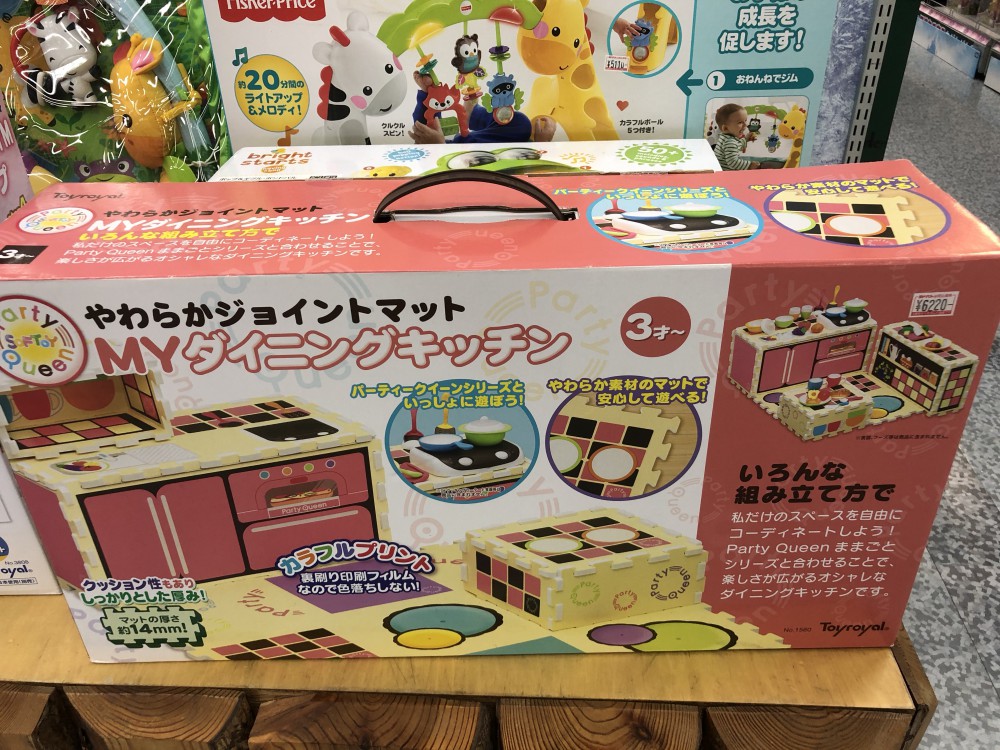 Fisher-Price
約20分間の
ライトアップ
&メロディ!
クルクル
スピン!
カラフルボール
5つ付き!
成長を
促します!
1 おねんねでジム
bright
starts
Toyroyal
やわらかジョイントマット
MYダイニングキッチン
いろんな組み立て方で
私だけのスペースを自由にコーディネートしよう!
Party Queen ままごとシリーズと合わせることで、
楽しさが広がるオシャレなダイニングキッチンです。
3才〜
パーティークイーンシリーズと
いっしょに遊ぼう!
やわらか素材のマットで
安心して遊べる!
Party
SOFTOY
Queen
やわらかジョイントマット
MYダイニングキッチン
3才〜
¥6220-
パーティークイーンシリーズと
いっしょに遊ぼう!
やわらか素材のマットで
安心して遊べる!
Party Queen
カラフルプリント
裏刷り印刷フィルム
なので色落ちしない!
クッション性もあり
しっかりとした厚み!
マットの厚さ
約14mm!
Party
Queen
いろんな
組み立て方で
私だけのスペースを自由に
コーディネートしよう!
Party Queen ままごと
シリーズと合わせることで、
楽しさが広がるオシャレな
ダイニングキッチンです。
Toyroyal